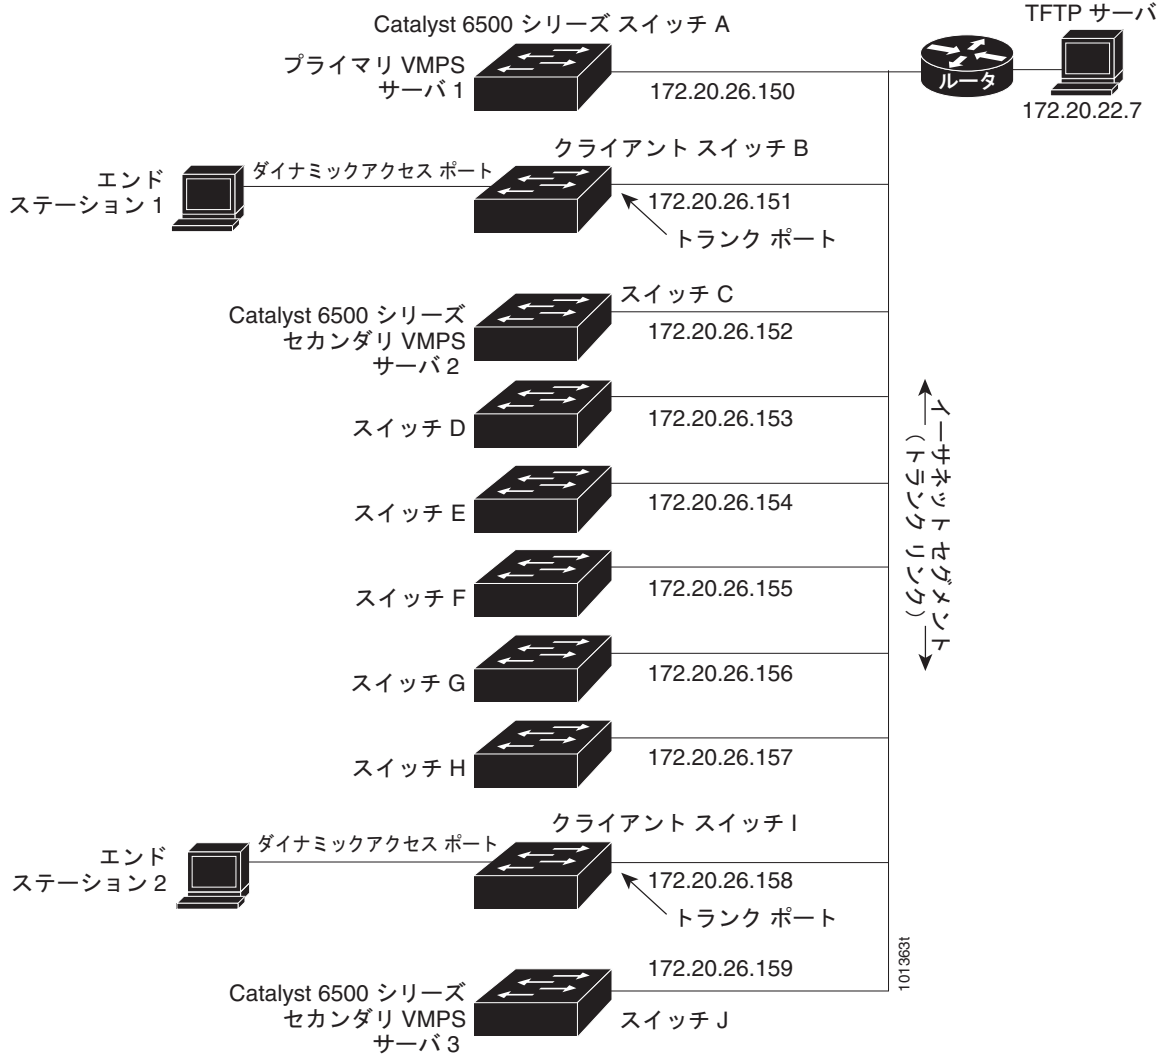 Catalyst 6500 シリーズ スイッチ A
TFTP サーバ
プライマリ VMPS
サーバ 1
172.20.26.150
ルータ
172.20.22.7
クライアント スイッチ B
エンド
ステーション 1
ダイナミックアクセス ポート
172.20.26.151
トランク ポート
スイッチ C
Catalyst 6500 シリーズ
セカンダリ VMPS
サーバ 2
172.20.26.152
スイッチ D
172.20.26.153
イーサネット セグメント
（トランク リンク）
スイッチ E
172.20.26.154
スイッチ F
172.20.26.155
スイッチ G
172.20.26.156
スイッチ H
172.20.26.157
クライアント スイッチ I
エンド
ステーション 2
ダイナミックアクセス ポート
172.20.26.158
トランク ポート
101363t
172.20.26.159
Catalyst 6500 シリーズ
セカンダリ VMPS
サーバ 3
スイッチ J